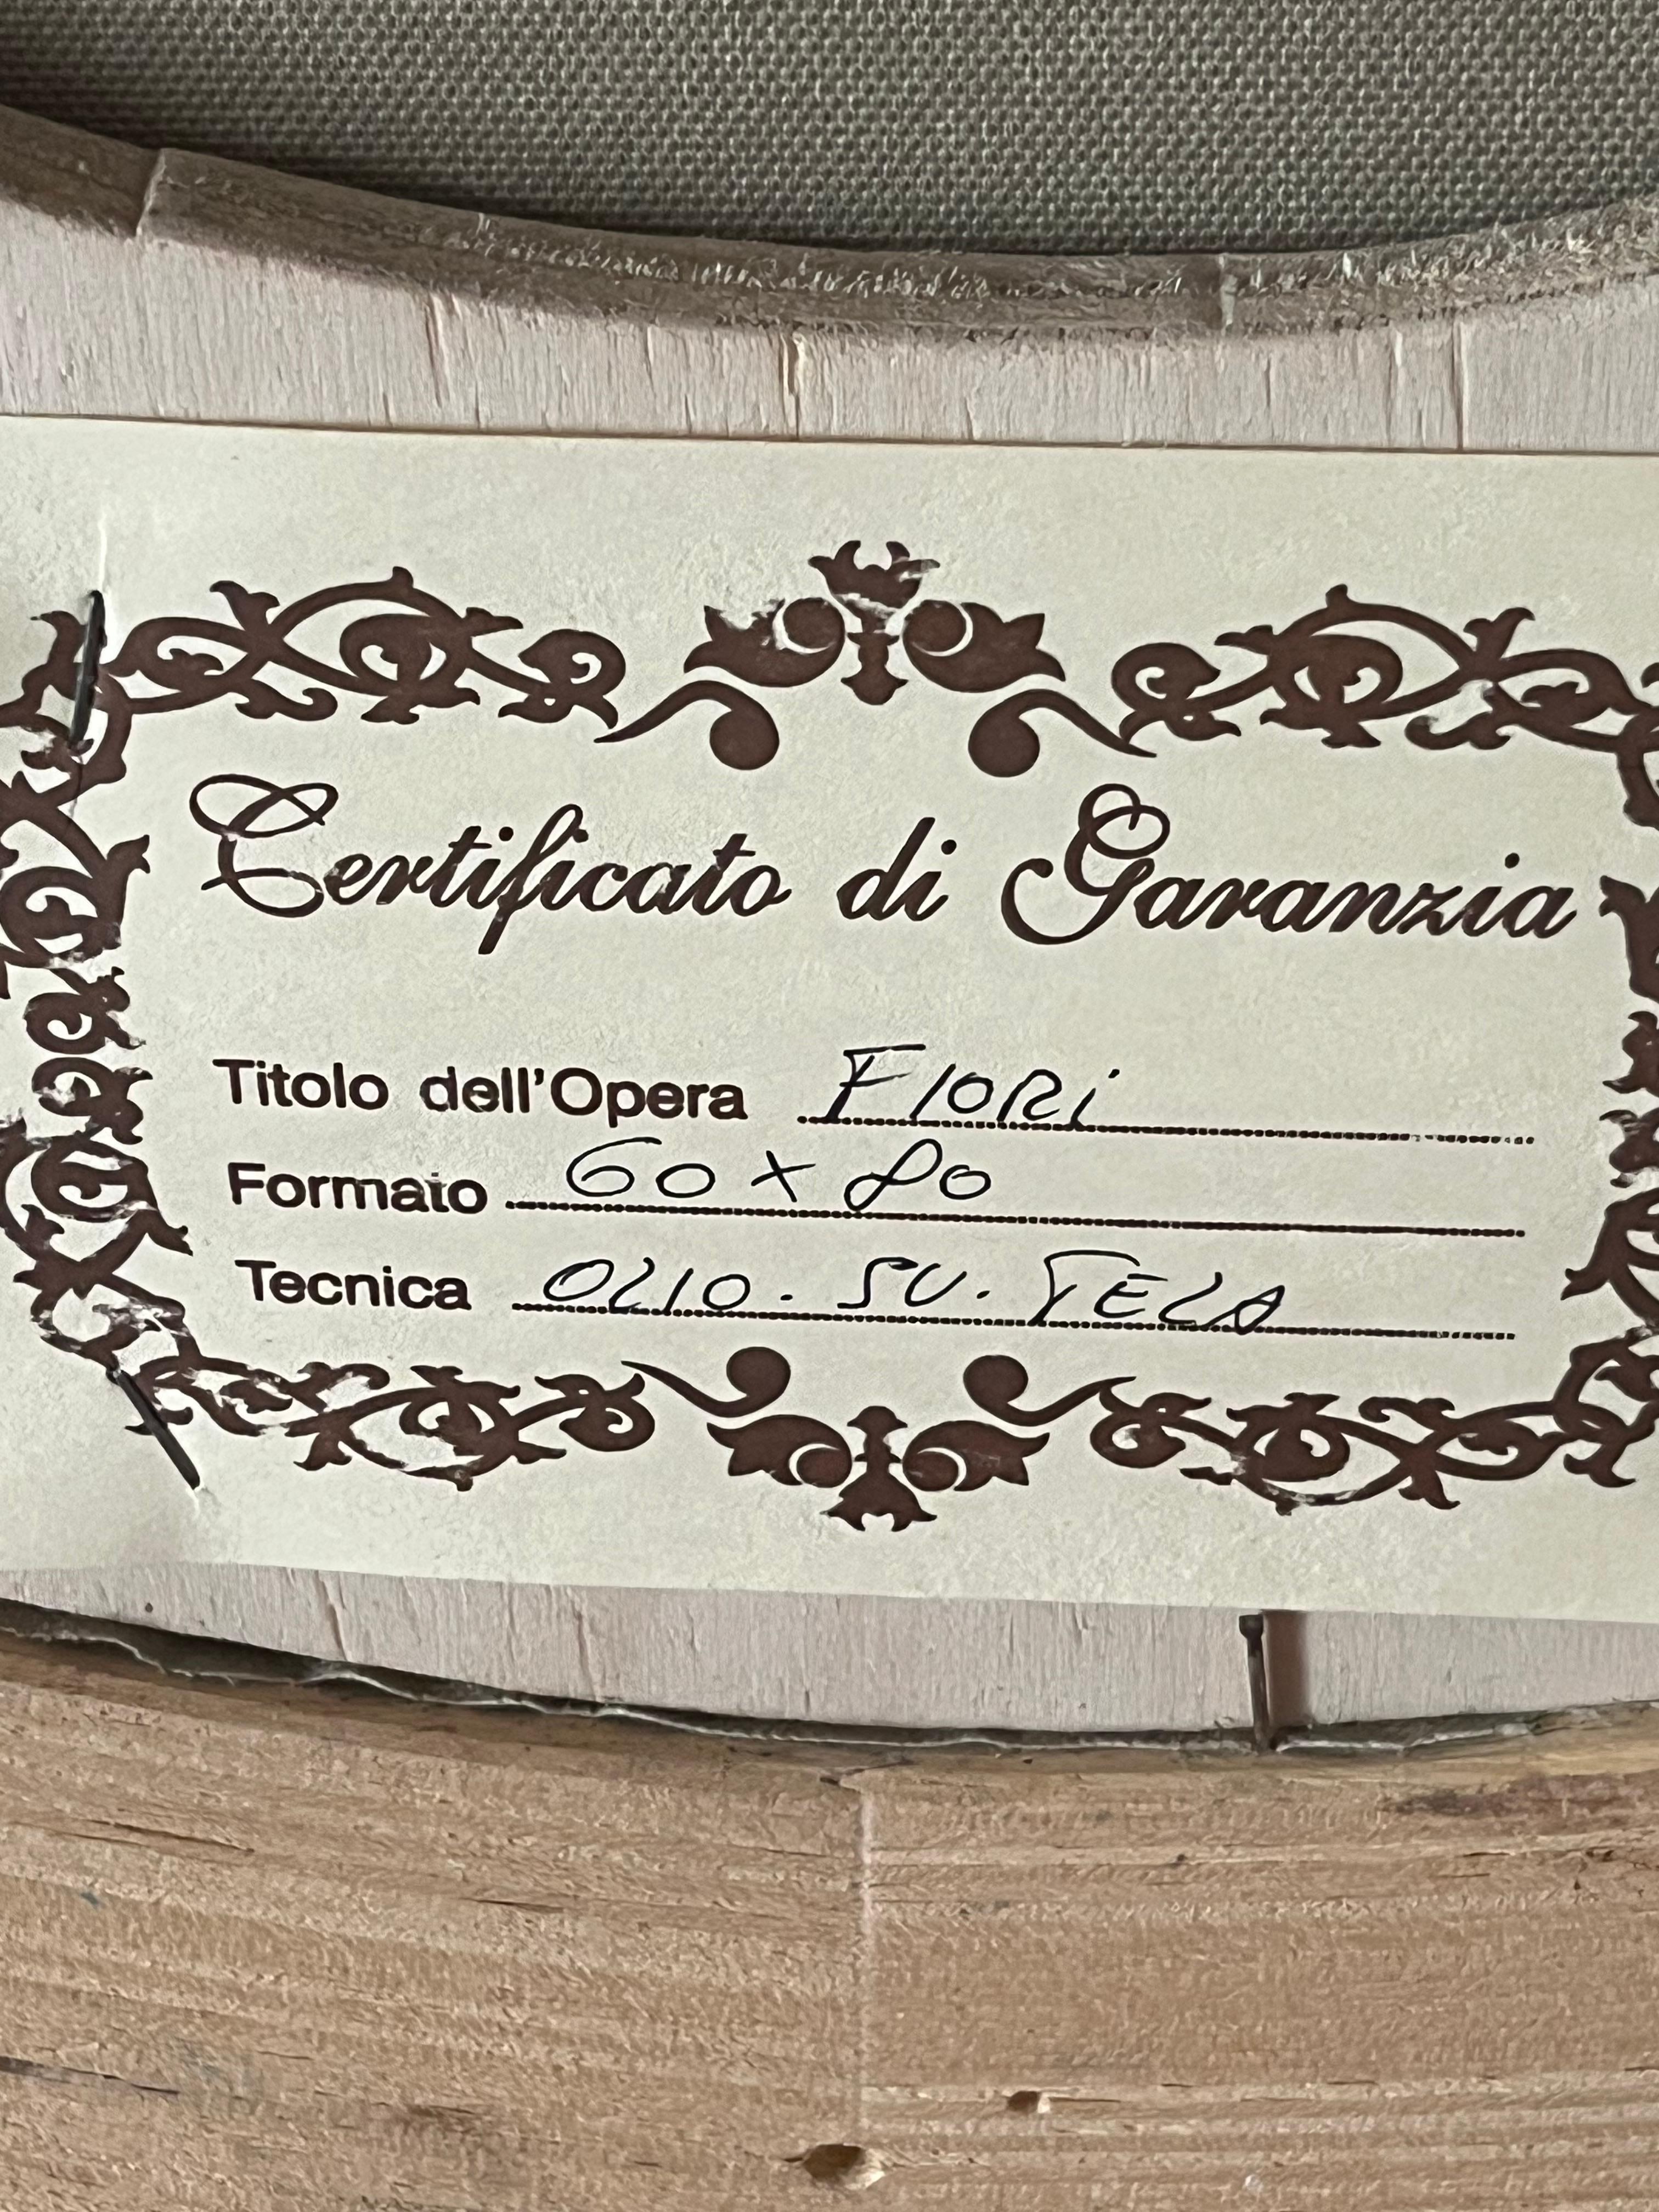 Certificato di Garanzia
Titolo dell'Opera FIORi
Formato 60 x 80
Tecnica OLIO. SU. TELA